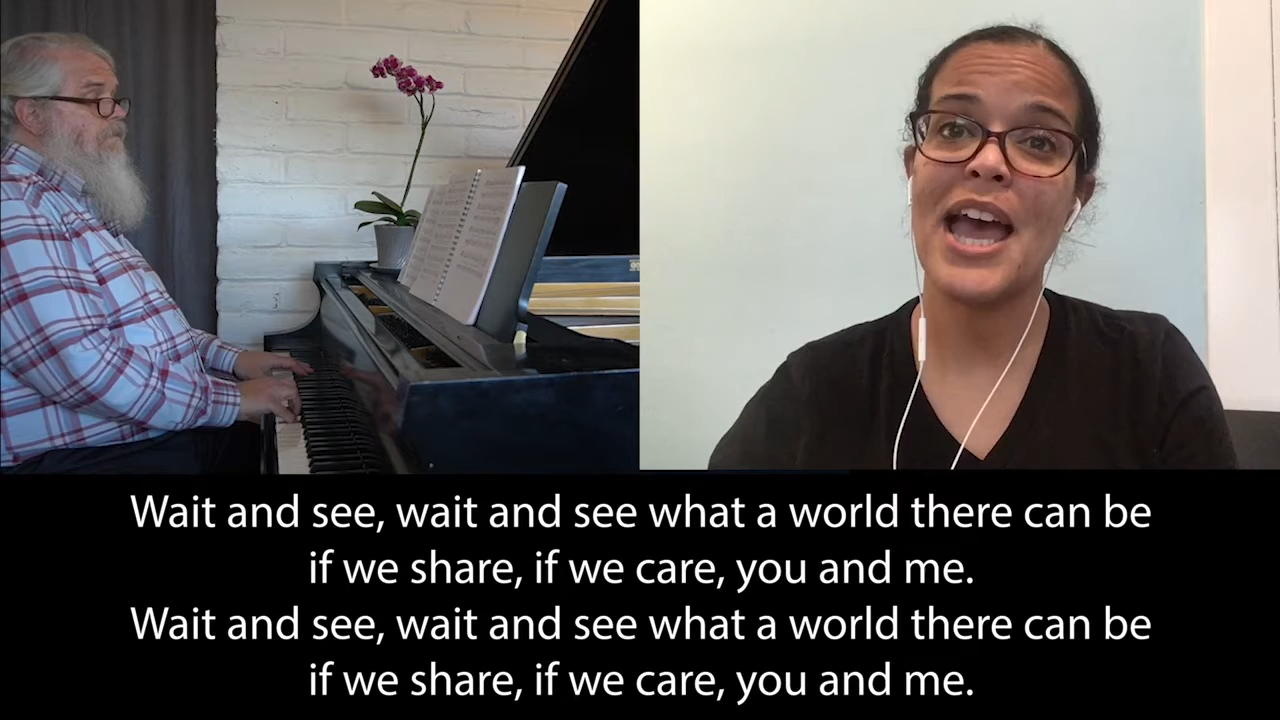 Wait and see, wait and see what a world there can be
if we share, if we care, you and me.
Wait and see, wait and see what a world there can be
if we share, if we care, you and me.